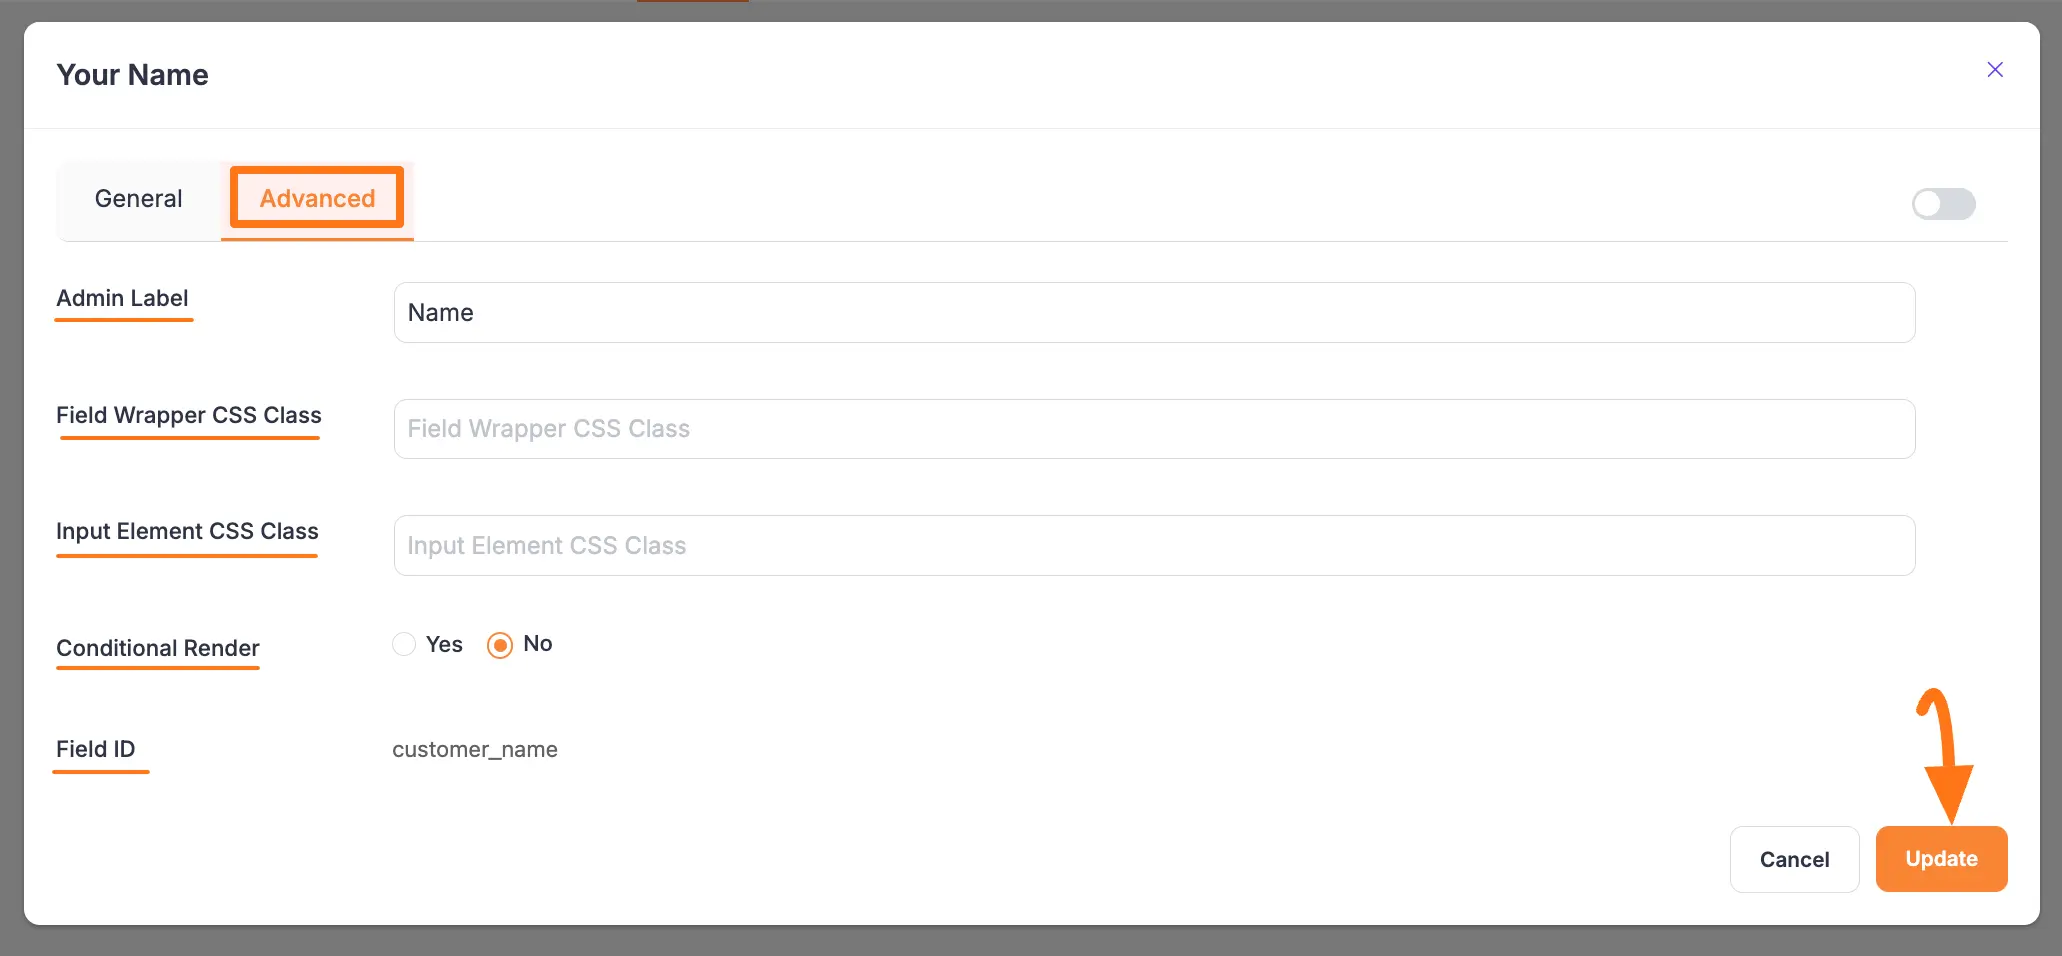 Your Name
General
Advanced
Admin Label
Name
Field Wrapper CSS Class
Field Wrapper CSS Class
Input Element CSS Class
Input Element CSS Class
Conditional Render
Yes
No
Field ID
customer_name
Cancel
Update